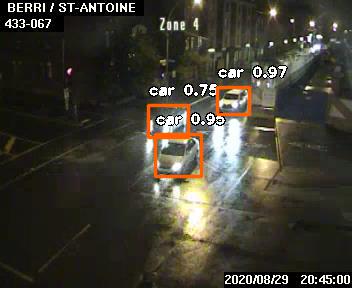 BERRI / ST-ANTOINE
433-067
Zone 4
car 0.97
car 0.75
car 0.95
2020/08/29 20:45:00